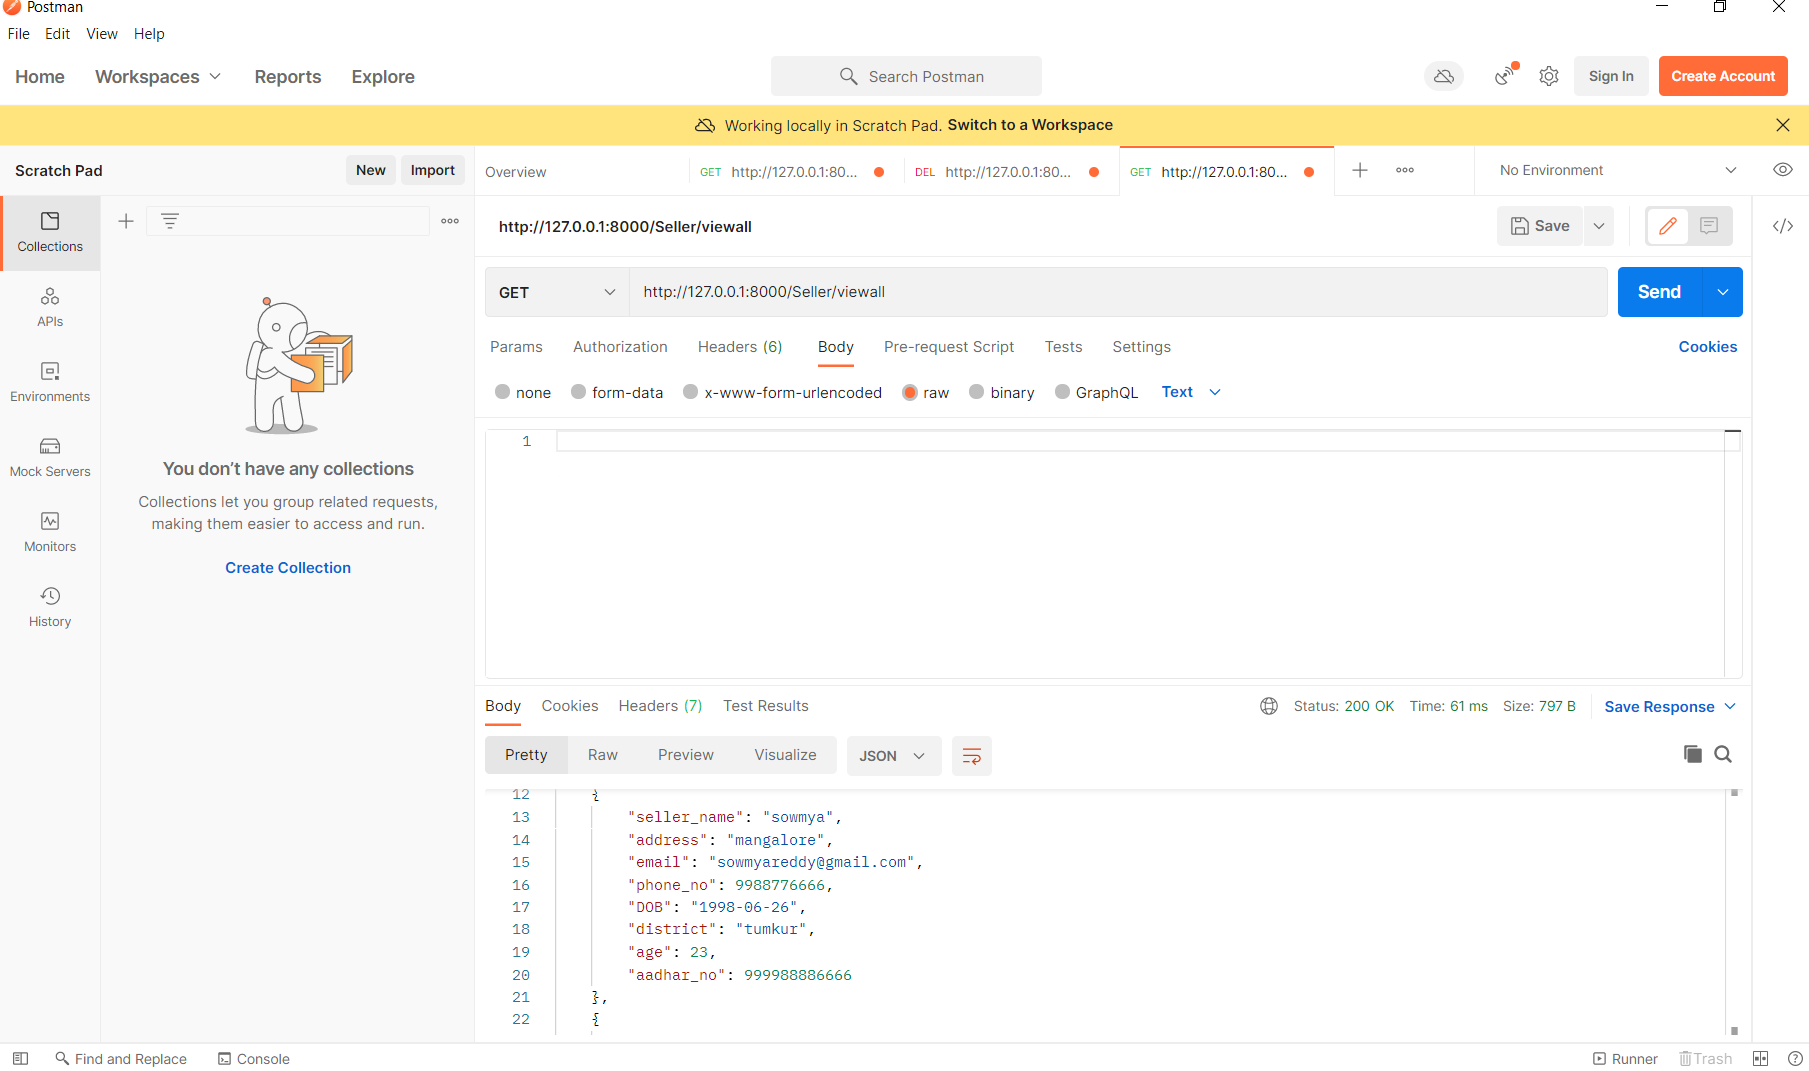 Postman
File Edit View Help
Home Workspaces Reports Explore Search Postman Sign In Create Account
Working locally in Scratch Pad. Switch to a Workspace
Scratch Pad New Import Overview GET http://127.0.0.1:80... DEL http://127.0.0.1:80... GET http://127.0.0.1:80... No Environment
Collections
APIs
Environments
Mock Servers
Monitors
History
You don’t have any collections
Collections let you group related requests,
making them easier to access and run.
Create Collection
http://127.0.0.1:8000/Seller/viewall Save
GET http://127.0.0.1:8000/Seller/viewall Send
Params Authorization Headers (6) Body Pre-request Script Tests Settings Cookies
none form-data x-www-form-urlencoded raw binary GraphQL Text
1
Body Cookies Headers (7) Test Results Status: 200 OK Time: 61 ms Size: 797 B Save Response
Pretty Raw Preview Visualize JSON
12 {
13 "seller_name": "sowmya",
14 "address": "mangalore",
15 "email": "sowmyareddy@gmail.com",
16 "phone_no": 9988776666,
17 "DOB": "1998-06-26",
18 "district": "tumkur",
19 "age": 23,
20 "aadhar_no": 999988886666
21 },
22 {
Find and Replace Console Runner Trash